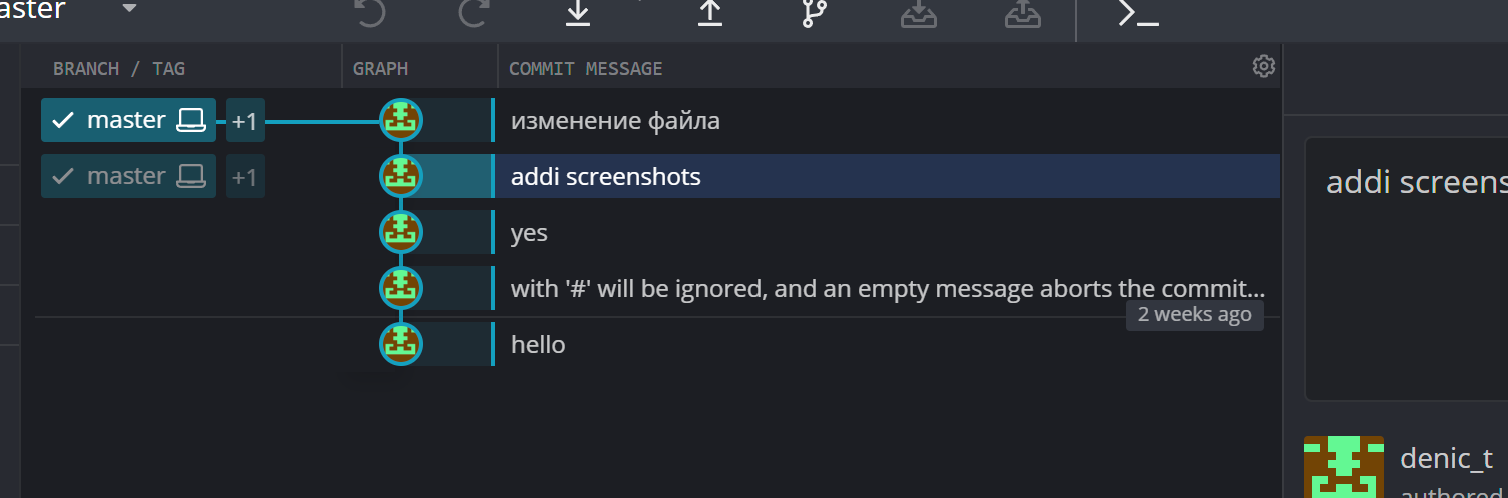 aster
BRANCH / TAG GRAPH COMMIT MESSAGE
master +1 изменение файла
master +1 addi screenshots
addi screens
yes
with '#' will be ignored, and an empty message aborts the commit...
2 weeks ago
hello
denic_t
authored